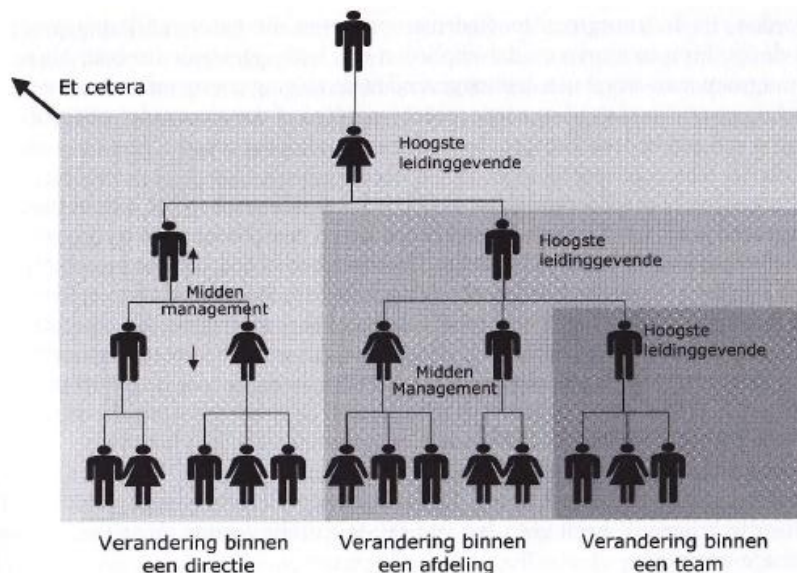 Et cetera
Hoogste
leidinggevende
Hoogste
leidinggevende
Midden
management
Hoogste
leidinggevende
Midden
Management
Verandering binnen
een directie
Verandering binnen
een afdeling
Verandering binnen
een team